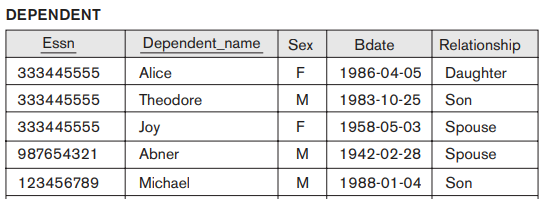 DEPENDENT
Essn Dependent_name Sex Bdate Relationship
333445555 Alice F 1986-04-05 Daughter
333445555 Theodore M 1983-10-25 Son
333445555 Joy F 1958-05-03 Spouse
987654321 Abner M 1942-02-28 Spouse
123456789 Michael M 1988-01-04 Son